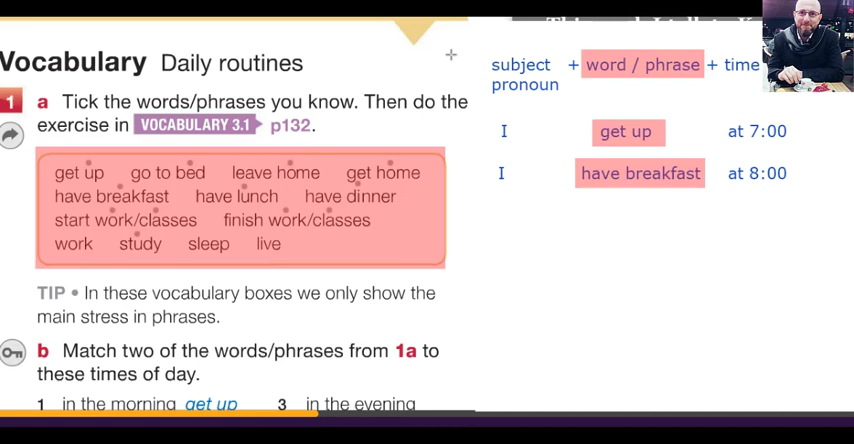 Vocabulary Daily routines
1 a Tick the words/phrases you know. Then do the
exercise in VOCABULARY 3.1 p132.
get up go to bed leave home get home
have breakfast have lunch have dinner
start work/classes finish work/classes
work study sleep live
TIP • In these vocabulary boxes we only show the
main stress in phrases.
b Match two of the words/phrases from 1a to
these times of day.
1 in the morning get up 3 in the evening
subject + word / phrase + time
pronoun
I get up at 7:00
I have breakfast at 8:00